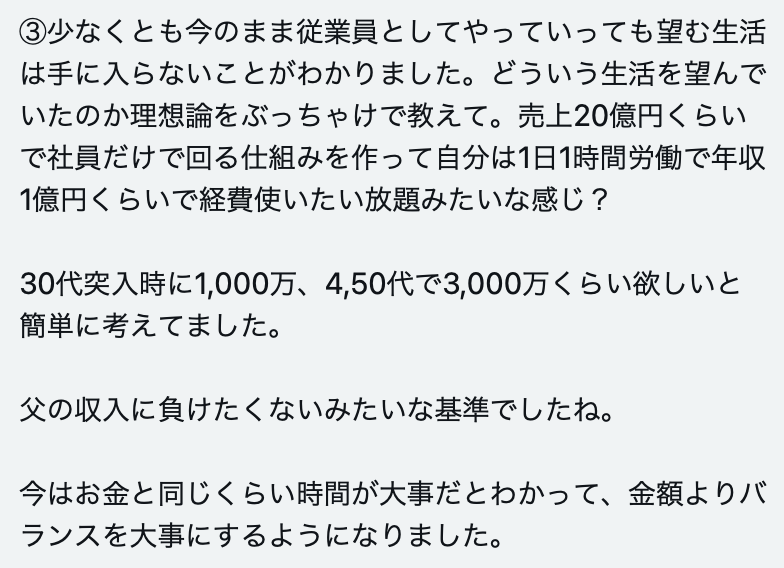 ③少なくとも今のまま従業員としてやっていっても望む生活
は手に入らないことがわかりました。どういう生活を望んで
いたのか理想論をぶっちゃけで教えて。売上20億円くらい
で社員だけで回る仕組みを作って自分は1日1時間労働で年収
1億円くらいで経費使いたい放題みたいな感じ？
30代突入時に1,000万、4,50代で3,000万くらい欲しいと
簡単に考えてました。
父の収入に負けたくないみたいな基準でしたね。
今はお金と同じくらい時間が大事だとわかって、金額よりバ
ランスを大事にするようになりました。